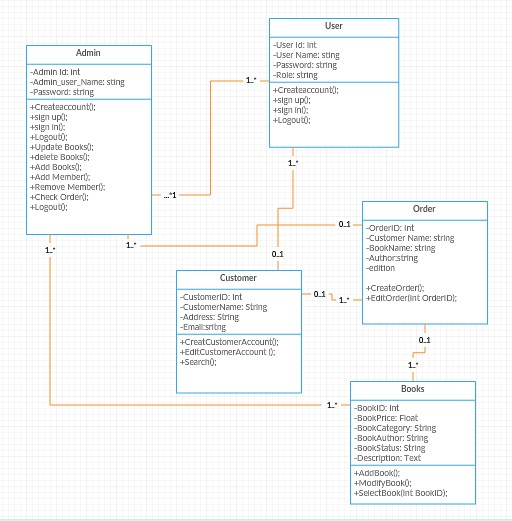 User
-User Id: Int
-User Name: sting
-Password: string
-Role: string
+Createaccount();
+sign up();
+sign in();
+Logout();
Admin
-Admin Id: int
-Admin_user_Name: sting
-Password: string
+Createaccount();
+sign up();
+sign in();
+Logout();
+Update Books();
+delete Books();
+Add Books();
+Add Member();
+Remove Member();
+Check Order();
+Logout();
1..*
...*1
1..*
1..*
1..*
0..1
0..1
Order
-OrderID: Int
-Customer Name: string
-BookName: string
-Author:string
-edition
+CreateOrder();
+EditOrder(int OrderID);
Customer
-CustomerID: Int
-CustomerName: String
-Address: String
-Email:sritng
+CreatCustomerAccount();
+EditCustomerAccount ();
+Search();
0..1
1..*
0..1
1..*
1..*
Books
-BookID: Int
-BookPrice: Float
-BookCategory: String
-BookAuthor: String
-BookStatus: String
-Description: Text
+AddBook();
+ModifyBook();
+SelectBook(Int BookID);